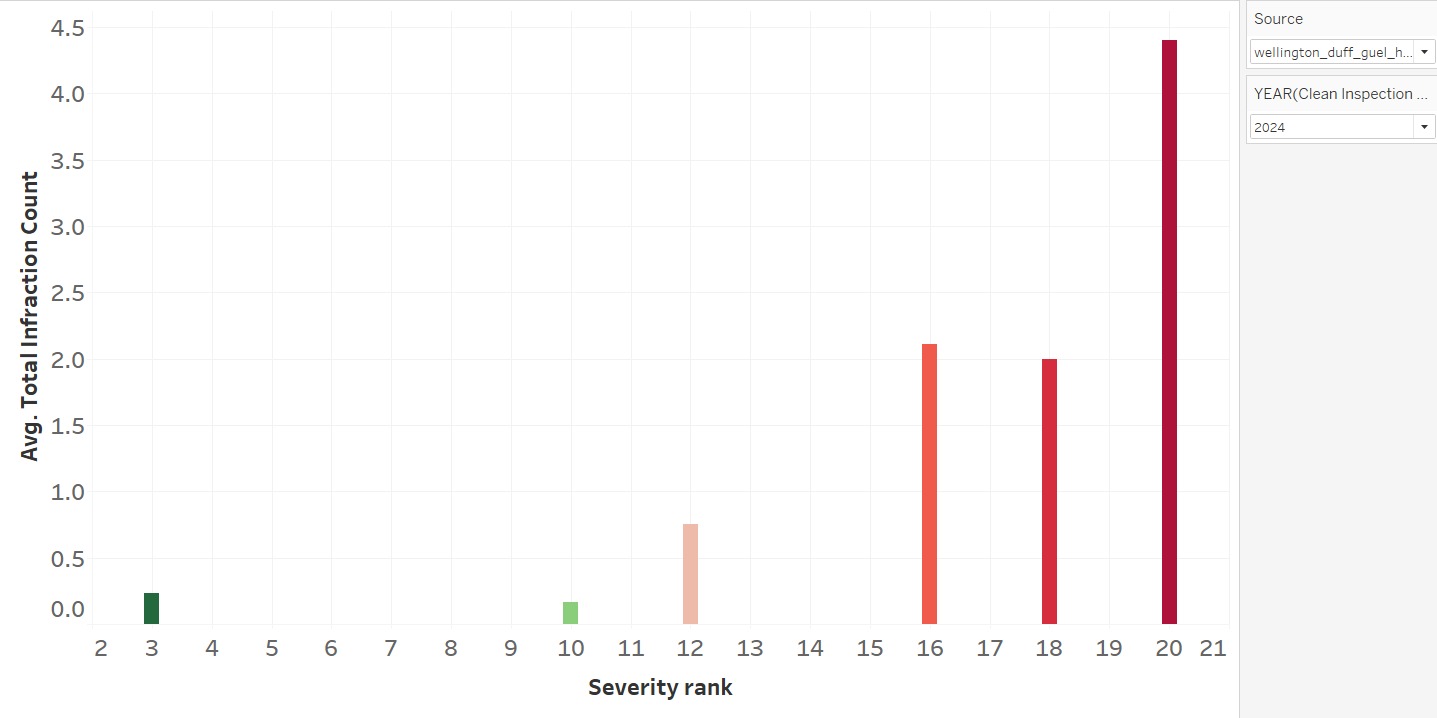 4.5
4.0
3.5
3.0
2.5
2.0
1.5
1.0
0.5
0.0
Avg. Total Infraction Count
2 3 4 5 6 7 8 9 10 11 12 13 14 15 16 17 18 19 20 21
Severity rank
Source
wellington_duff_guel_h...
YEAR(Clean Inspection ...
2024